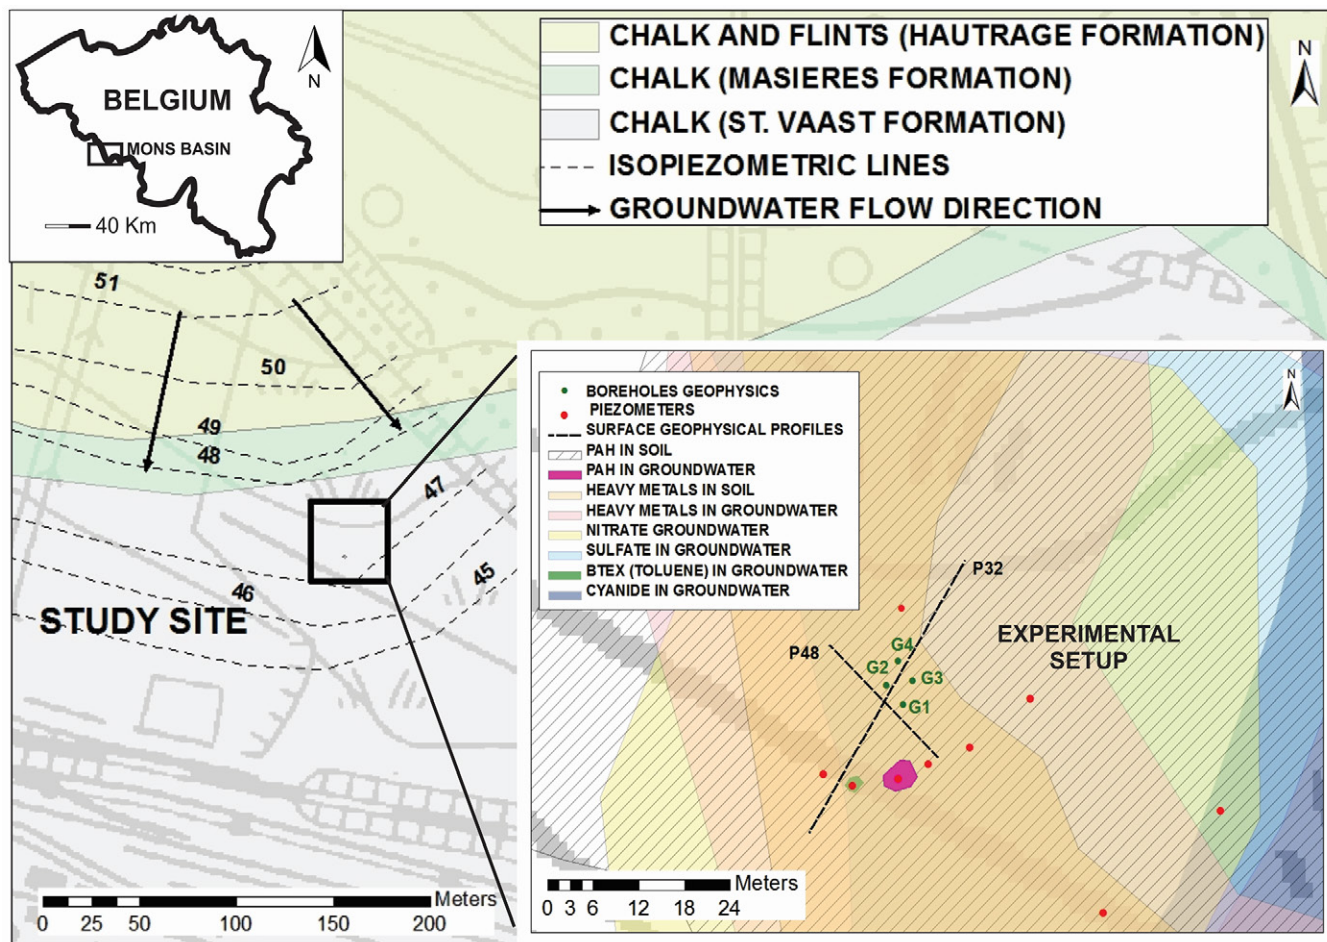 BELGIUM
MONS BASIN
40 Km
N
CHALK AND FLINTS (HAUTRAGE FORMATION)
CHALK (MASIERES FORMATION)
CHALK (ST. VAAST FORMATION)
ISOPIEZOMETRIC LINES
GROUNDWATER FLOW DIRECTION
N
51
50
49
48
47
46
45
STUDY SITE
Meters
0 25 50 100 150 200
BOREHOLES GEOPHYSICS
PIEZOMETERS
SURFACE GEOPHYSICAL PROFILES
PAH IN SOIL
PAH IN GROUNDWATER
HEAVY METALS IN SOIL
HEAVY METALS IN GROUNDWATER
NITRATE GROUNDWATER
SULFATE IN GROUNDWATER
BTEX (TOLUENE) IN GROUNDWATER
CYANIDE IN GROUNDWATER
N
P32
EXPERIMENTAL
SETUP
P48
G4
G2
G3
G1
Meters
0 3 6 12 18 24